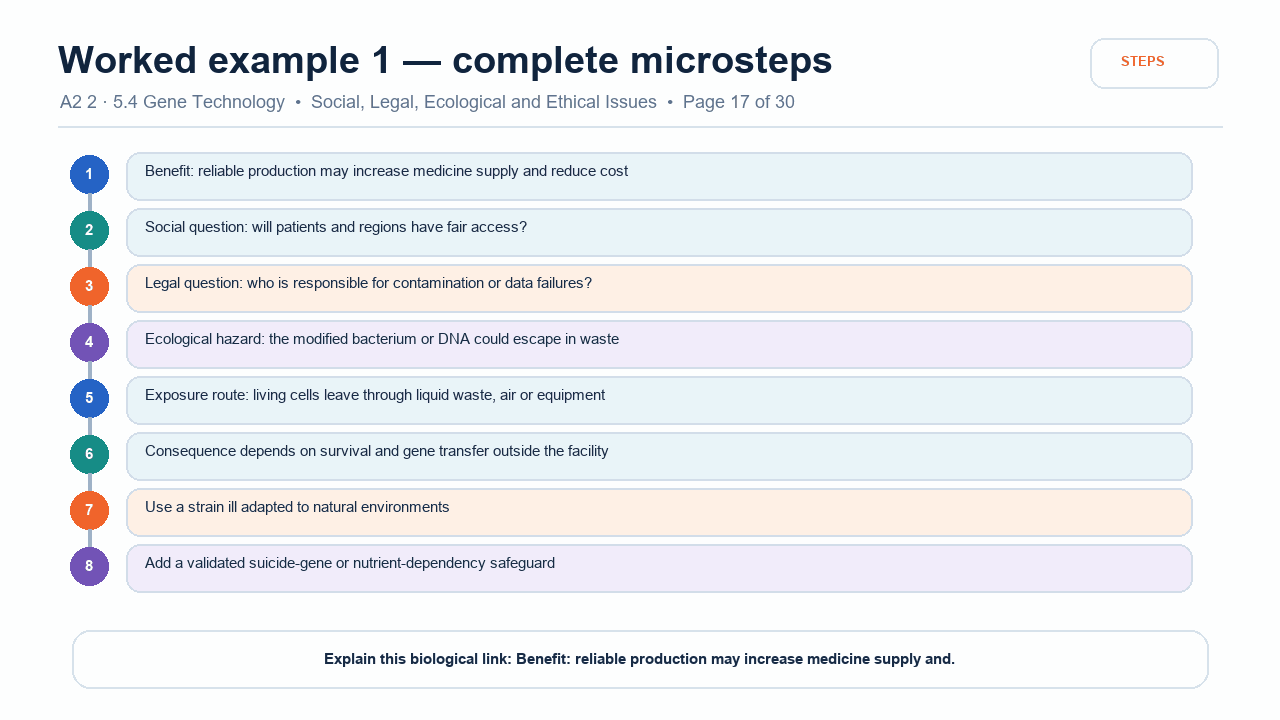 Worked example 1 — complete microsteps
STEPS
A2 2 · 5.4 Gene Technology • Social, Legal, Ecological and Ethical Issues • Page 17 of 30
1 Benefit: reliable production may increase medicine supply and reduce cost
2 Social question: will patients and regions have fair access?
3 Legal question: who is responsible for contamination or data failures?
4 Ecological hazard: the modified bacterium or DNA could escape in waste
5 Exposure route: living cells leave through liquid waste, air or equipment
6 Consequence depends on survival and gene transfer outside the facility
7 Use a strain ill adapted to natural environments
8 Add a validated suicide-gene or nutrient-dependency safeguard
Explain this biological link: Benefit: reliable production may increase medicine supply and.